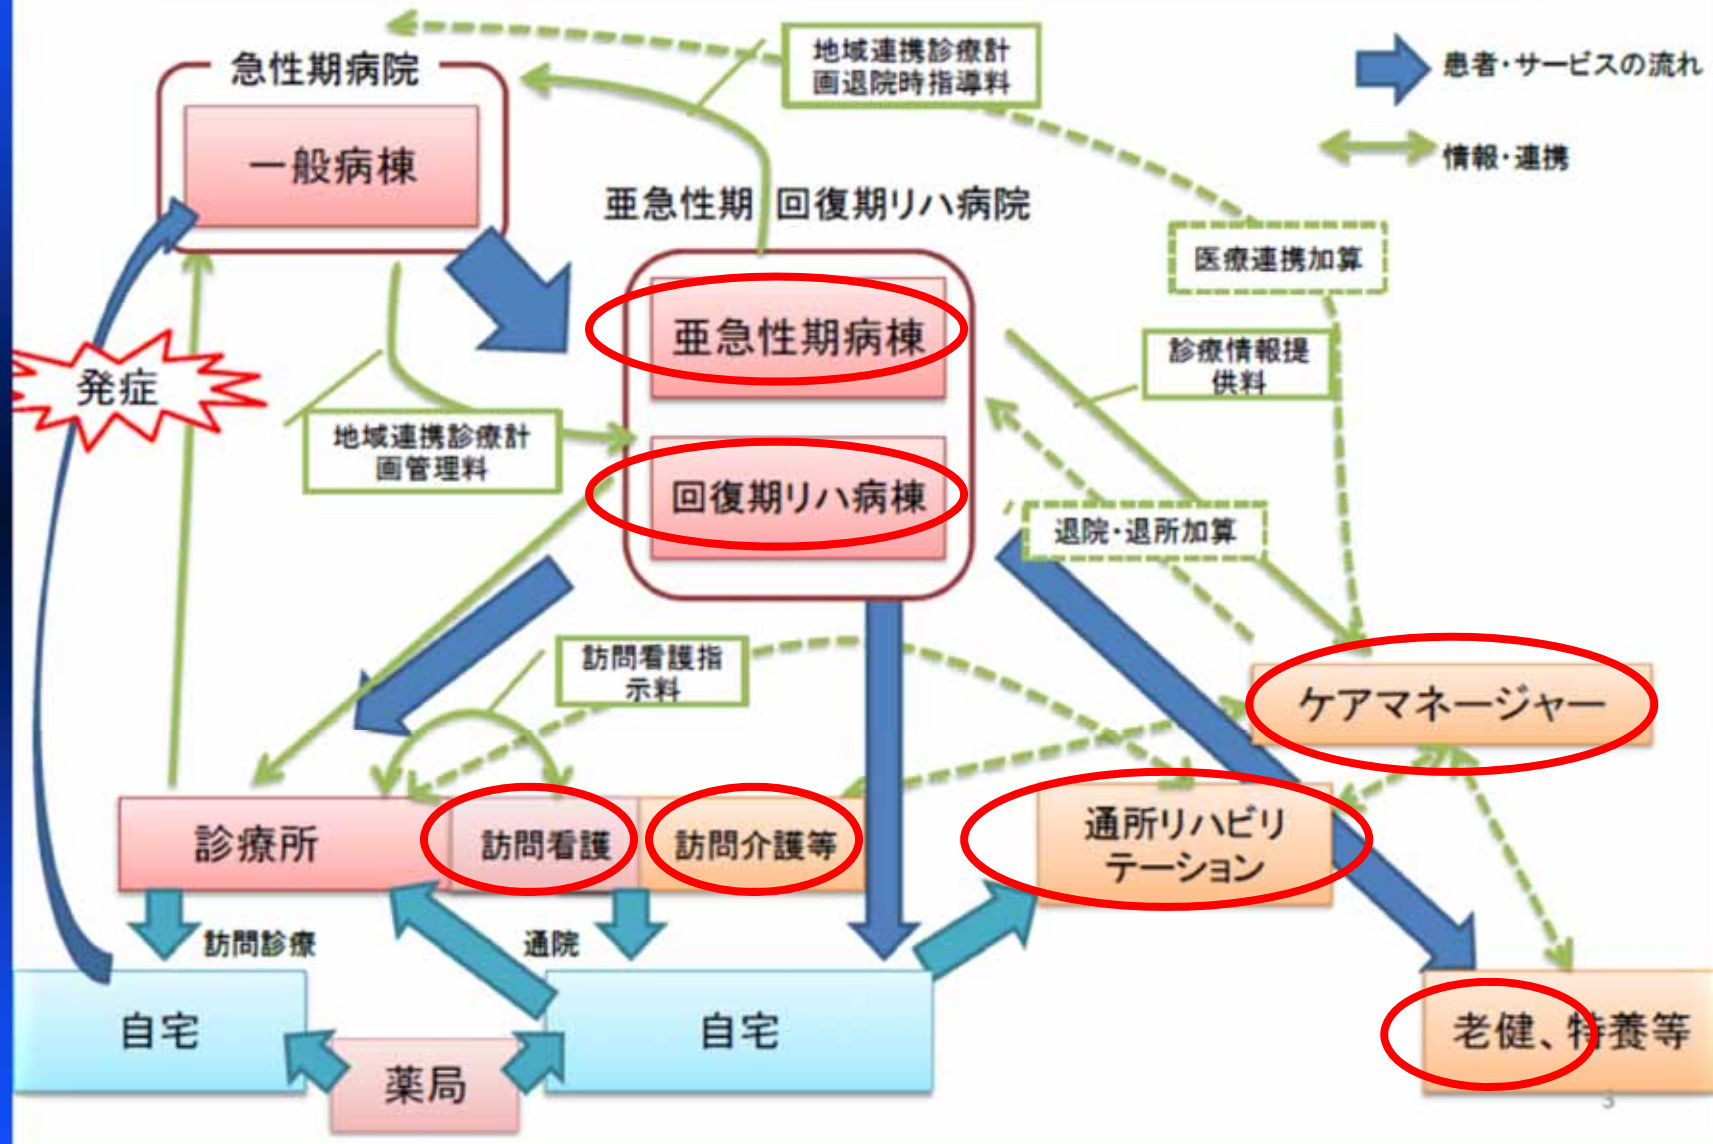 地域連携診療計
画退院時指導料
患者・サービスの流れ
情報・連携
急性期病院
一般病棟
亜急性期 回復期リハ病院
医療連携加算
亜急性期病棟
診療情報提
供料
発症
地域連携診療計
画管理料
回復期リハ病棟
退院・退所加算
訪問看護指
示料
ケアマネージャー
診療所
訪問看護
訪問介護等
通所リハビリ
テーション
訪問診療
通院
自宅
自宅
老健、特養等
薬局
3